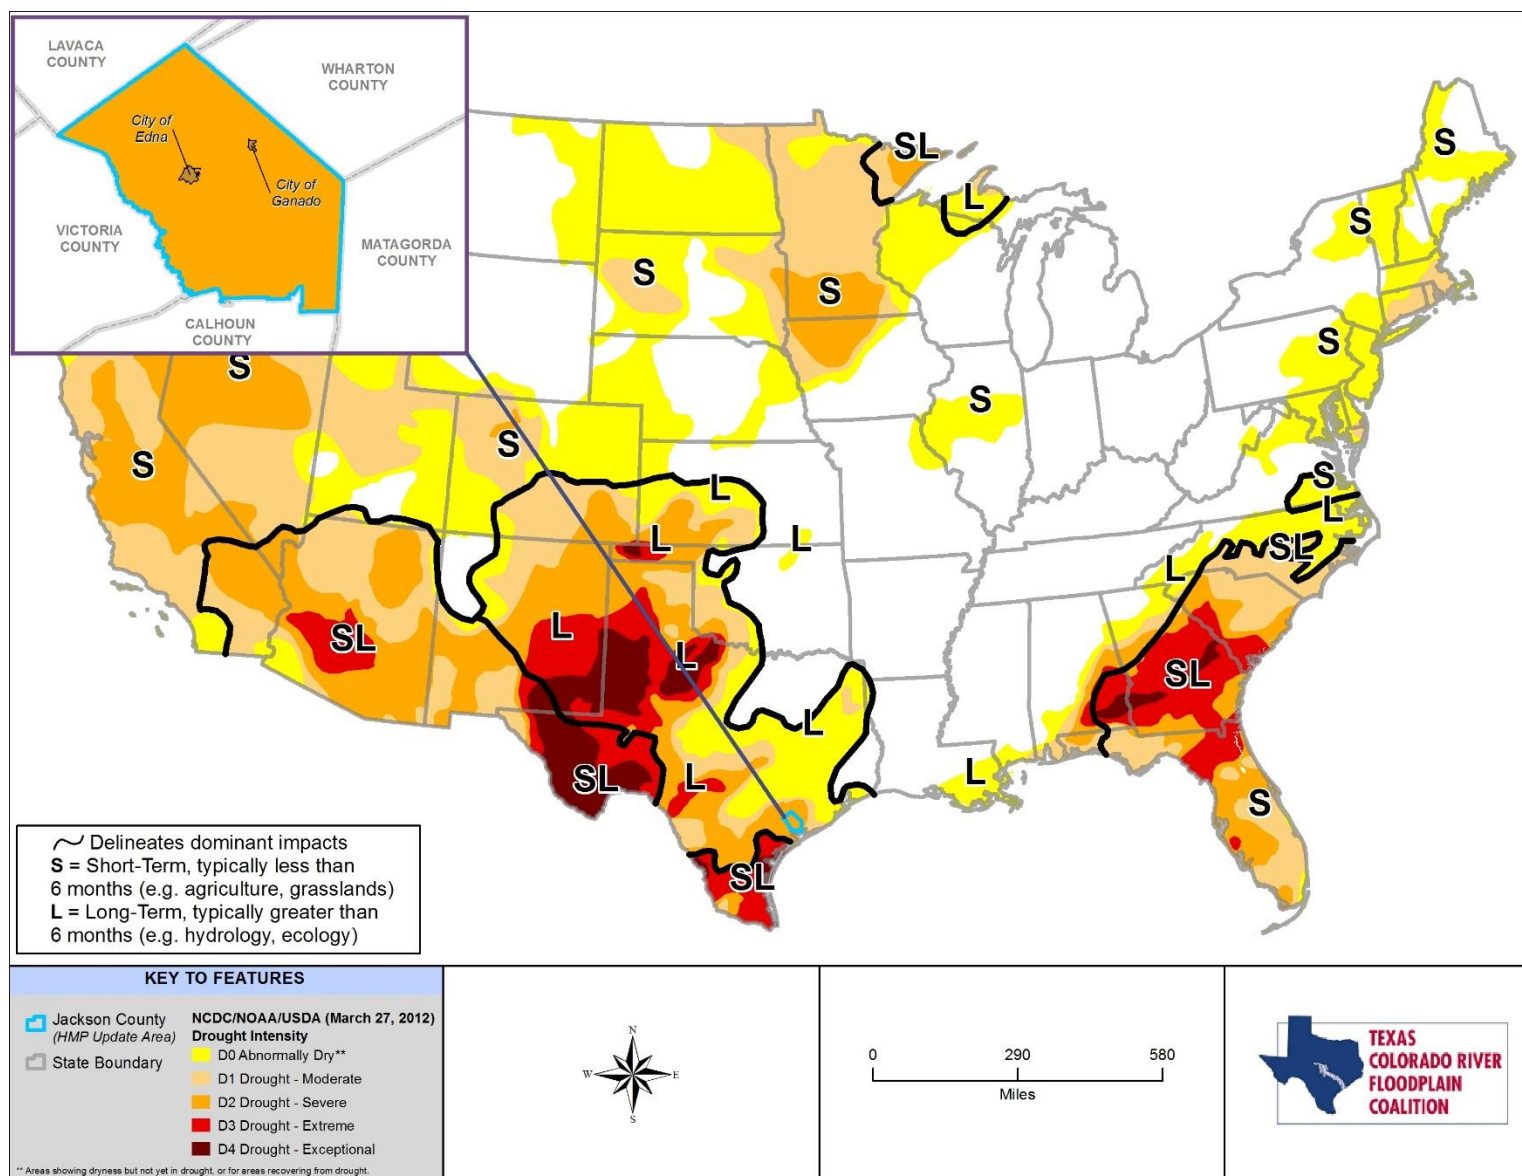 LAVACA
COUNTY
WHARTON
COUNTY
City of
Edna
City of
Ganado
VICTORIA
COUNTY
MATAGORDA
COUNTY
CALHOUN
COUNTY
SL
S
L
S
S
S
S
S
S
S
S
S
L
L
L
S
L
SL
L
L
SL
L
SL
L
L
L
SL
S
SL
Delineates dominant impacts
S = Short-Term, typically less than
6 months (e.g. agriculture, grasslands)
L = Long-Term, typically greater than
6 months (e.g. hydrology, ecology)
KEY TO FEATURES
Jackson County
(HMP Update Area)
State Boundary
NCDC/NOAA/USDA (March 27, 2012)
Drought Intensity
D0 Abnormally Dry**
D1 Drought - Moderate
D2 Drought - Severe
D3 Drought - Extreme
D4 Drought - Exceptional
** Areas showing dryness but not yet in drought, or for areas recovering from drought.
N
W
E
S
0
290
580
Miles
TEXAS
COLORADO RIVER
FLOODPLAIN
COALITION